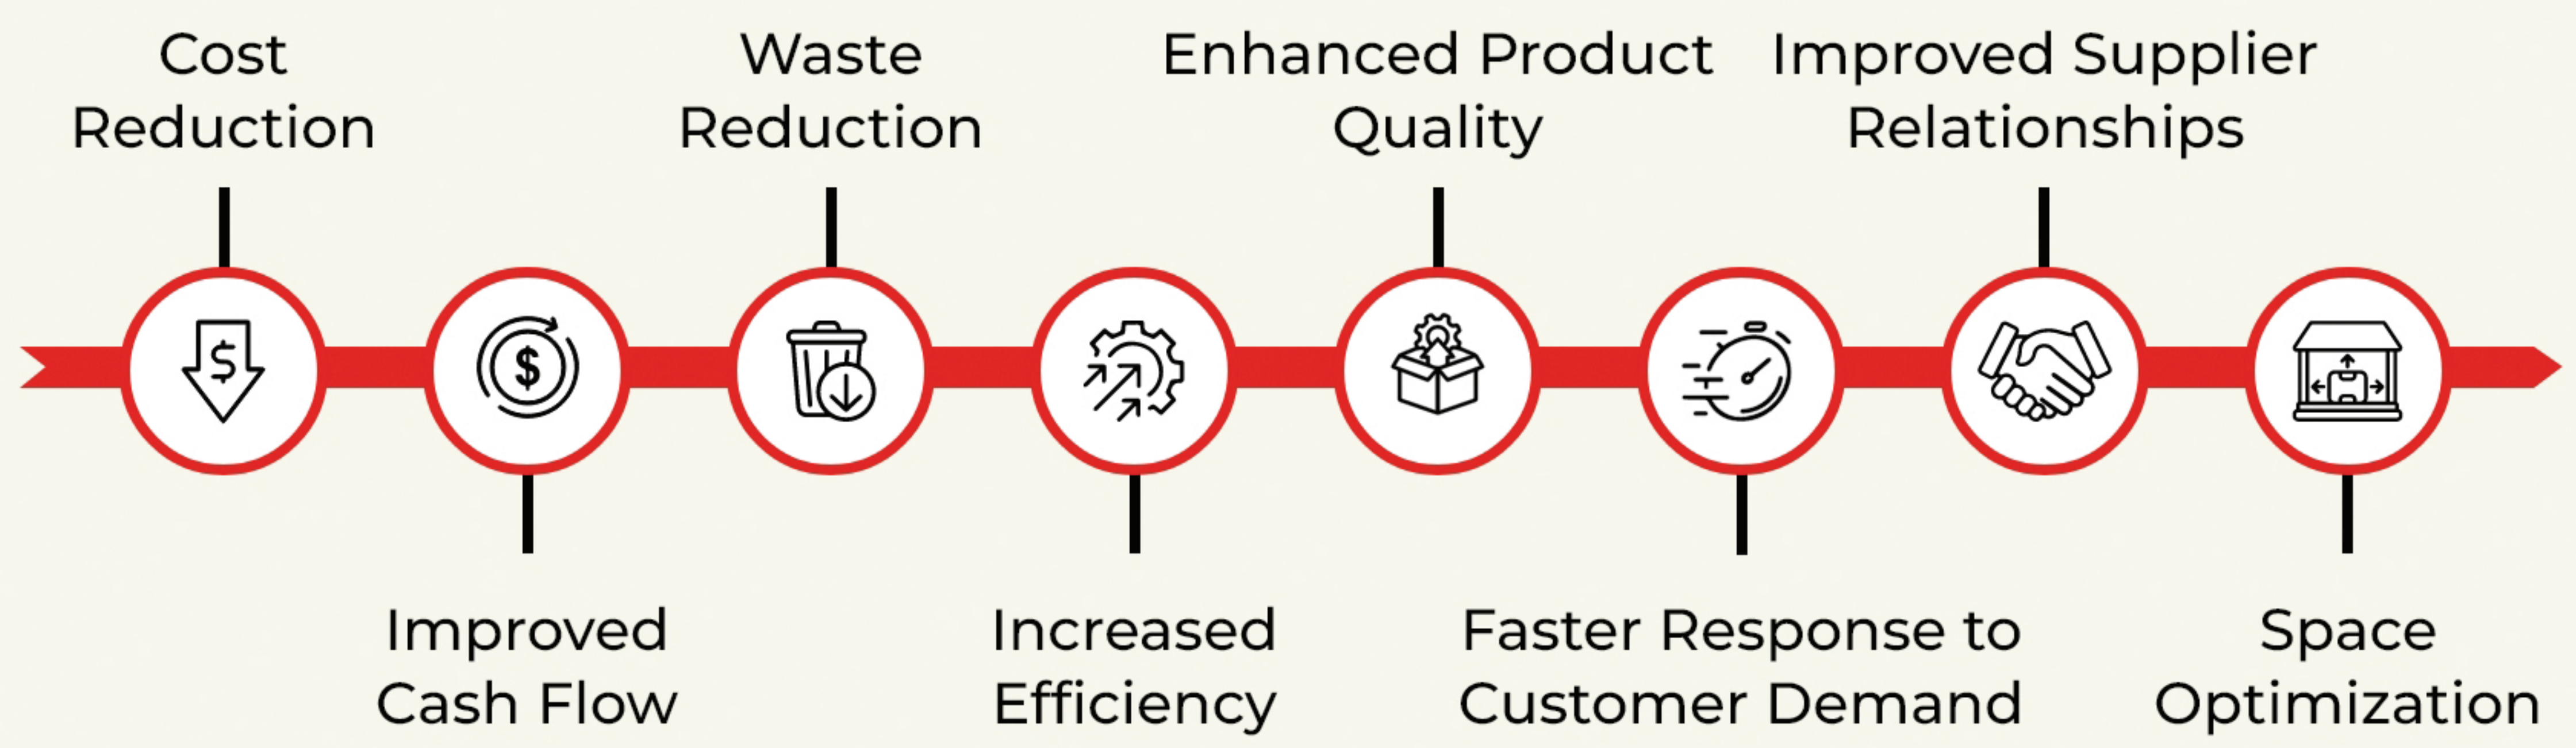 Cost
Reduction
Improved
Cash Flow
Waste
Reduction
Increased
Efficiency
Enhanced Product
Quality
Faster Response to
Customer Demand
Improved Supplier
Relationships
Space
Optimization
$
$